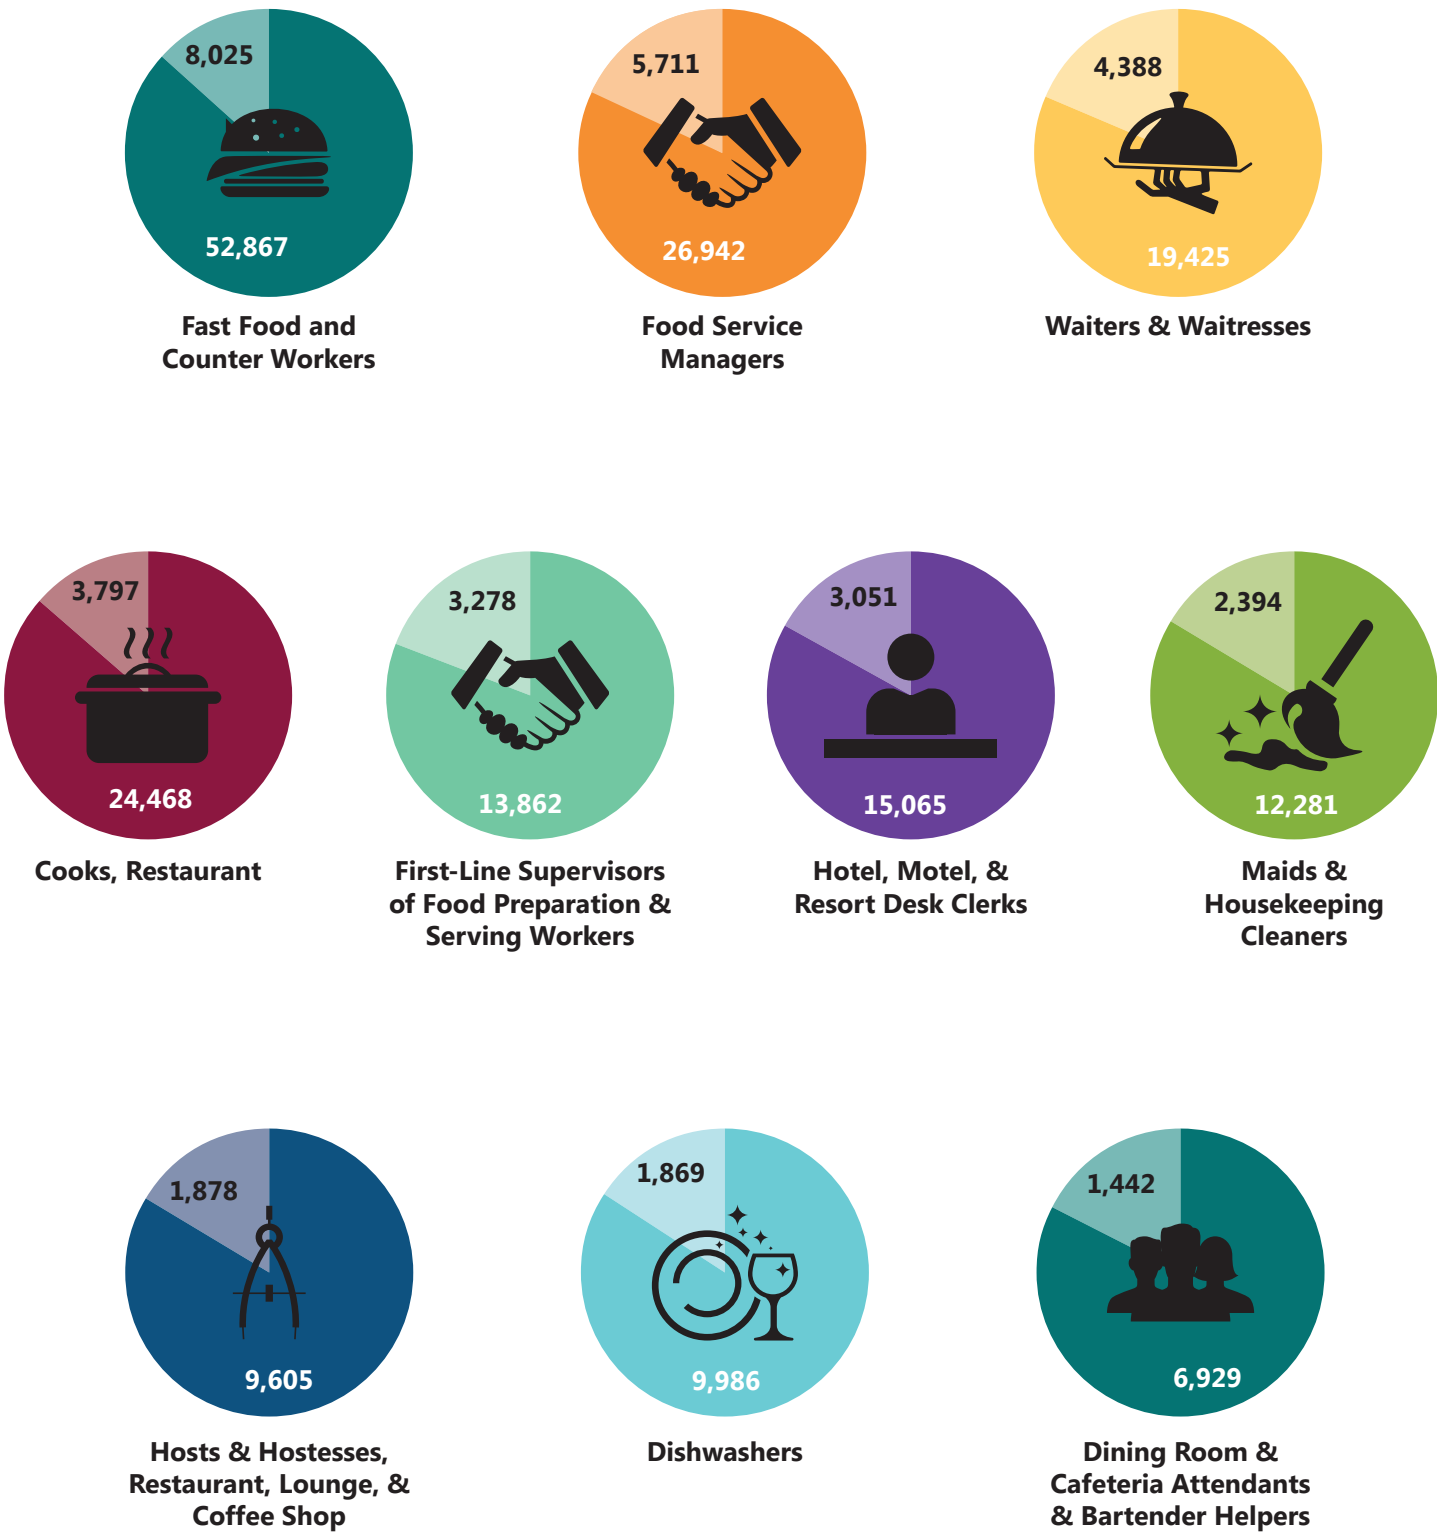 8,025
52,867
Fast Food and
Counter Workers
5,711
26,942
Food Service
Managers
4,388
19,425
Waiters & Waitresses
3,797
24,468
Cooks, Restaurant
3,278
13,862
First-Line Supervisors
of Food Preparation &
Serving Workers
3,051
15,065
Hotel, Motel, &
Resort Desk Clerks
2,394
12,281
Maids &
Housekeeping
Cleaners
1,878
9,605
Hosts & Hostesses,
Restaurant, Lounge, &
Coffee Shop
1,869
9,986
Dishwashers
1,442
6,929
Dining Room &
Cafeteria Attendants
& Bartender Helpers